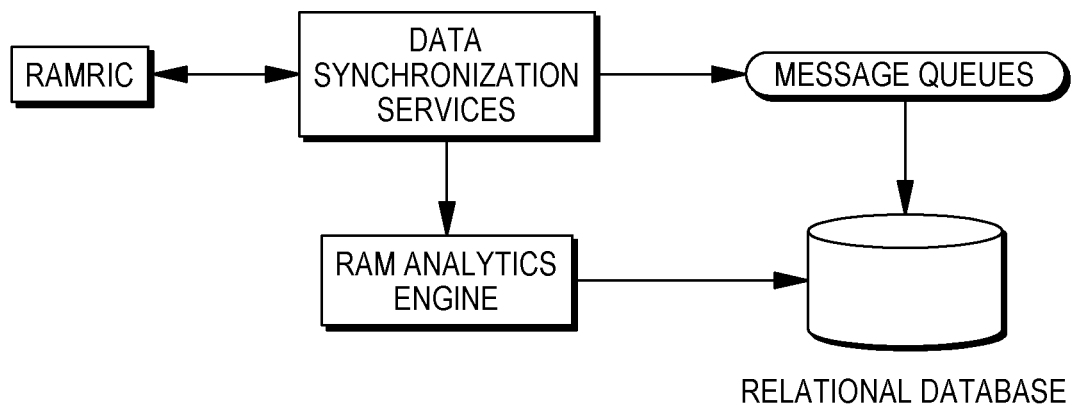 RAMRIC
DATA
SYNCHRONIZATION
SERVICES
MESSAGE QUEUES
RAM ANALYTICS
ENGINE
RELATIONAL DATABASE